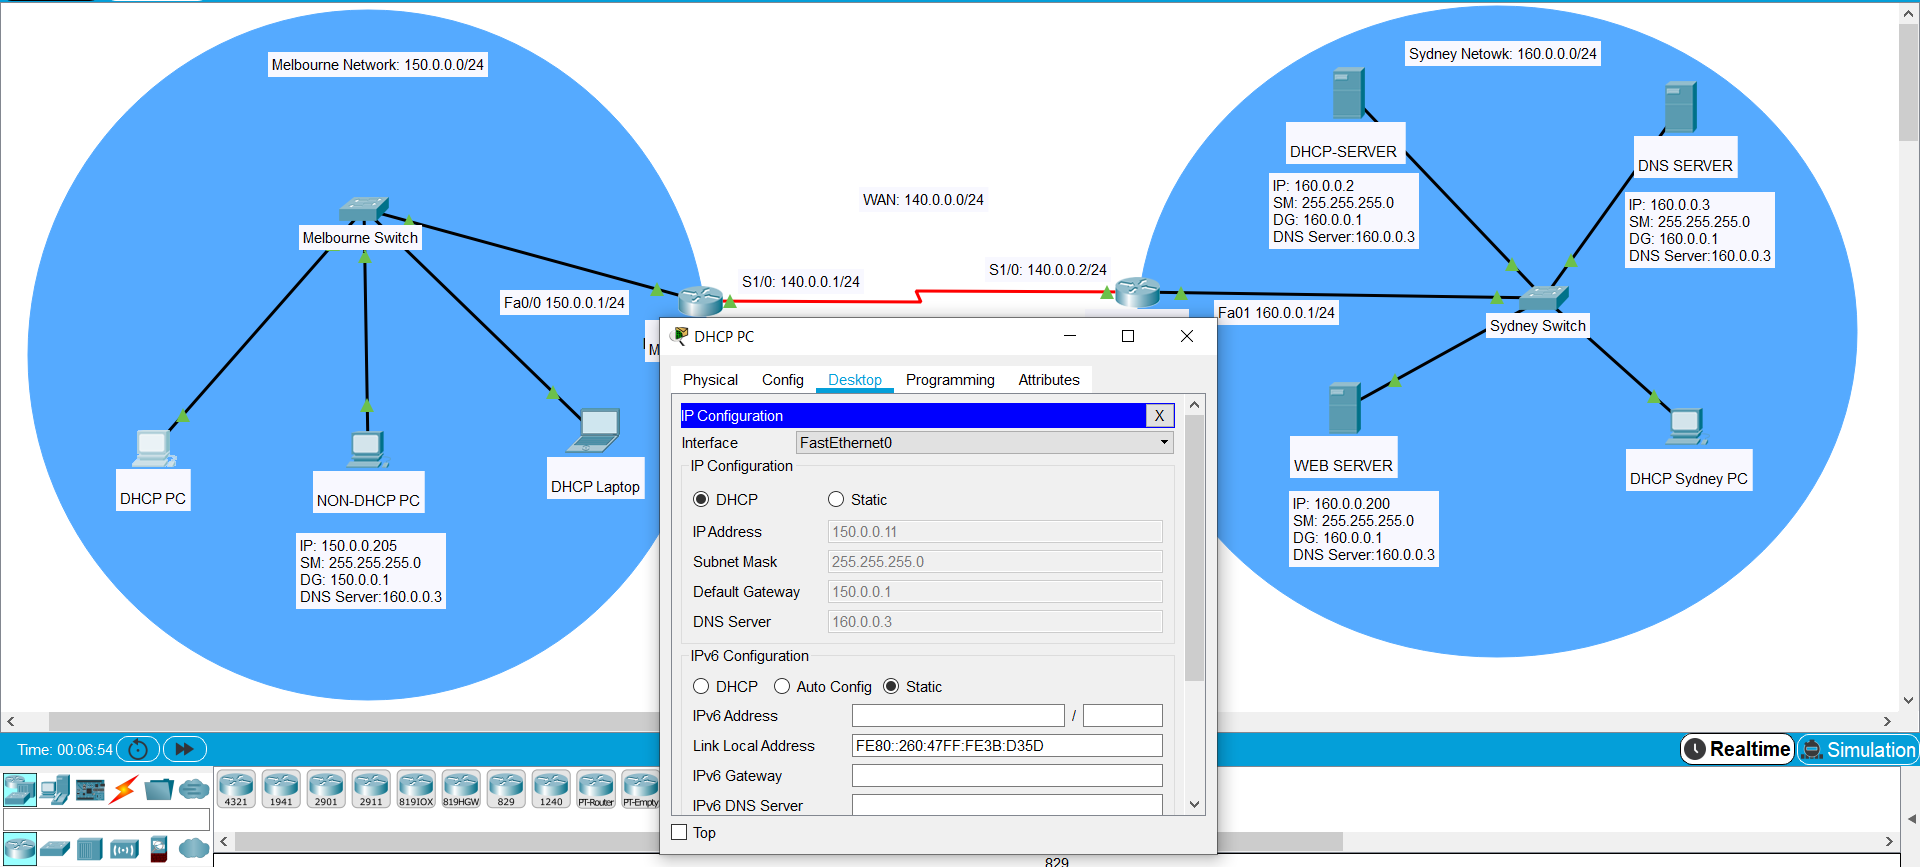 Melbourne Network: 150.0.0.0/24
Sydney Netowk: 160.0.0.0/24
DHCP-SERVER
IP: 160.0.0.2
SM: 255.255.255.0
DG: 160.0.0.1
DNS Server:160.0.0.3
DNS SERVER
IP: 160.0.0.3
SM: 255.255.255.0
DG: 160.0.0.1
DNS Server:160.0.0.3
WAN: 140.0.0.0/24
Melbourne Switch
S1/0: 140.0.0.1/24
S1/0: 140.0.0.2/24
Fa0/0 150.0.0.1/24
Fa01 160.0.0.1/24
Sydney Switch
M
DHCP PC
NON-DHCP PC
DHCP Laptop
IP: 150.0.0.205
SM: 255.255.255.0
DG: 150.0.0.1
DNS Server:160.0.0.3
WEB SERVER
IP: 160.0.0.200
SM: 255.255.255.0
DG: 160.0.0.1
DNS Server:160.0.0.3
DHCP Sydney PC
DHCP PC
Physical Config Desktop Programming Attributes
IP Configuration X
Interface FastEthernet0
IP Configuration
DHCP Static
IP Address 150.0.0.11
Subnet Mask 255.255.255.0
Default Gateway 150.0.0.1
DNS Server 160.0.0.3
IPv6 Configuration
DHCP Auto Config Static
IPv6 Address /
Link Local Address FE80::260:47FF:FE3B:D35D
IPv6 Gateway
IPv6 DNS Server
Top
Time: 00:06:54
Realtime Simulation
4321 1941 2901 2911 819IOX 819HGW 829 1240 PT-Router PT-Empty
829